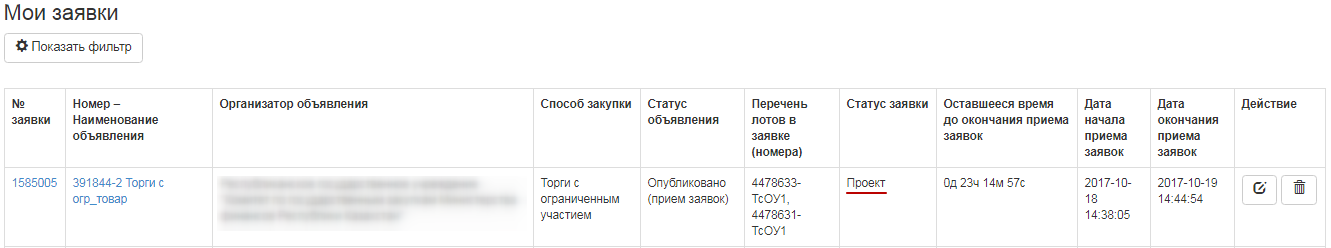 Мои заявки
Показать фильтр
№
заявки
Номер –
Наименование
объявления
Организатор объявления
Способ закупки
Статус
объявления
Перечень
лотов в
заявке
(номера)
Статус заявки
Оставшееся время
до окончания приема
заявок
Дата
начала
приема
заявок
Дата
окончания
приема
заявок
Действие
1585005
391844-2 Торги с
огр_товар
Торги с
ограниченным
участием
Опубликовано
(прием заявок)
4478633-
ТсОУ1,
4478631-
ТсОУ1
Проект
0д 23ч 14м 57с
2017-10-
18
14:38:05
2017-10-19
14:44:54